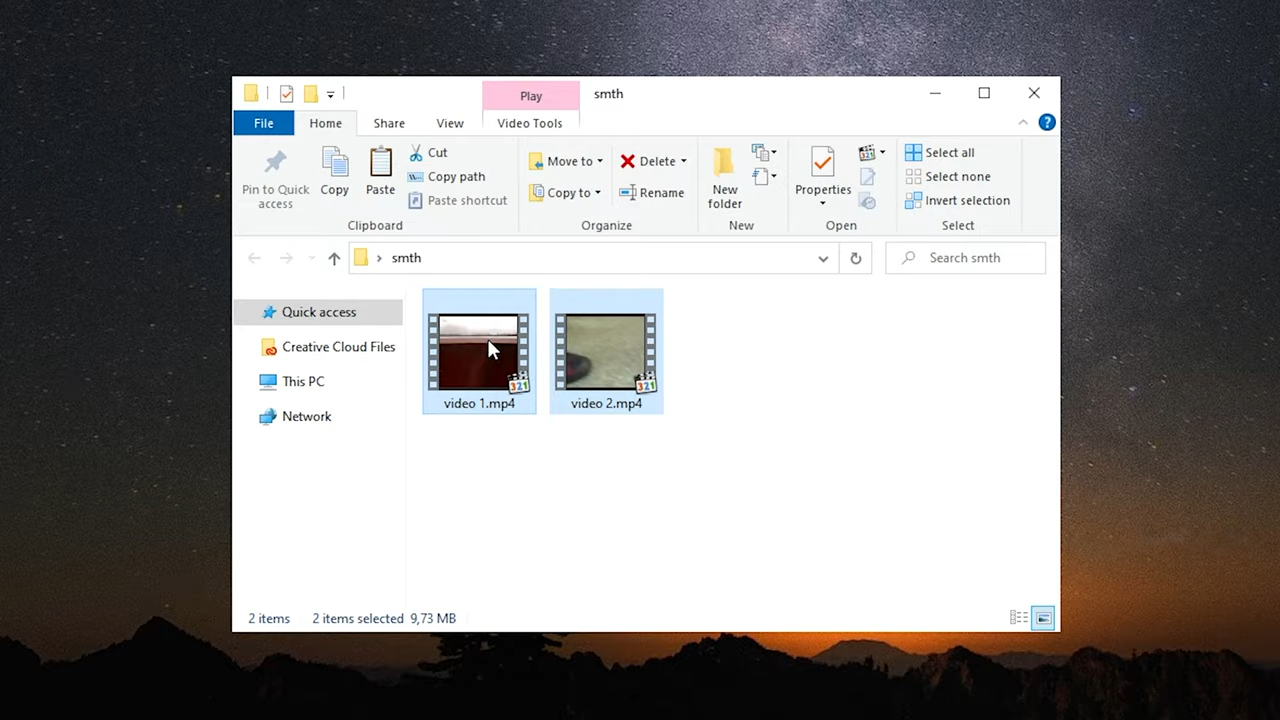 Play
smth
File
Home
Share
View
Video Tools
Pin to Quick
access
Copy
Paste
Cut
Copy path
Paste shortcut
Clipboard
Move to
Copy to
Delete
Rename
Organize
New
folder
New
Properties
Open
Select all
Select none
Invert selection
Select
smth
Search smth
Quick access
Creative Cloud Files
This PC
Network
321
video 1.mp4
321
video 2.mp4
2 items
2 items selected
9,73 MB